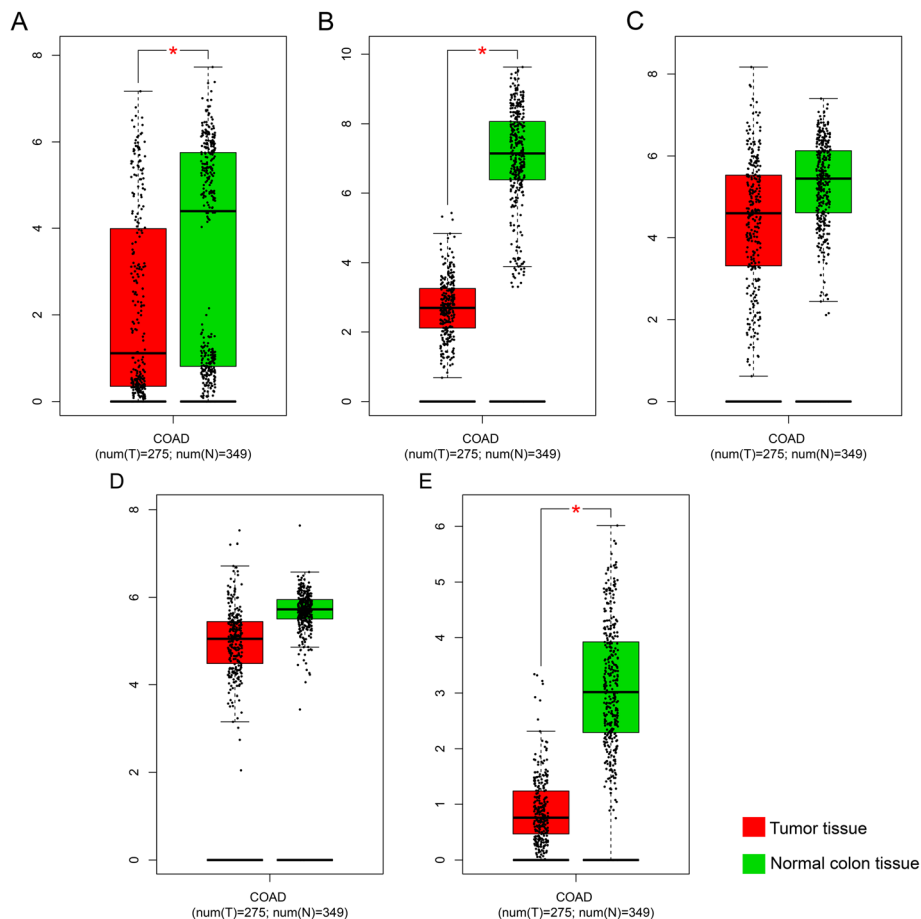 A
B
C
8
6
4
2
0
*
COAD
(num(T)=275; num(N)=349)
10
8
6
4
2
0
*
COAD
(num(T)=275; num(N)=349)
8
6
4
2
0
COAD
(num(T)=275; num(N)=349)
D
E
8
6
4
2
0
COAD
(num(T)=275; num(N)=349)
6
5
4
3
2
1
0
*
COAD
(num(T)=275; num(N)=349)
Tumor tissue
Normal colon tissue